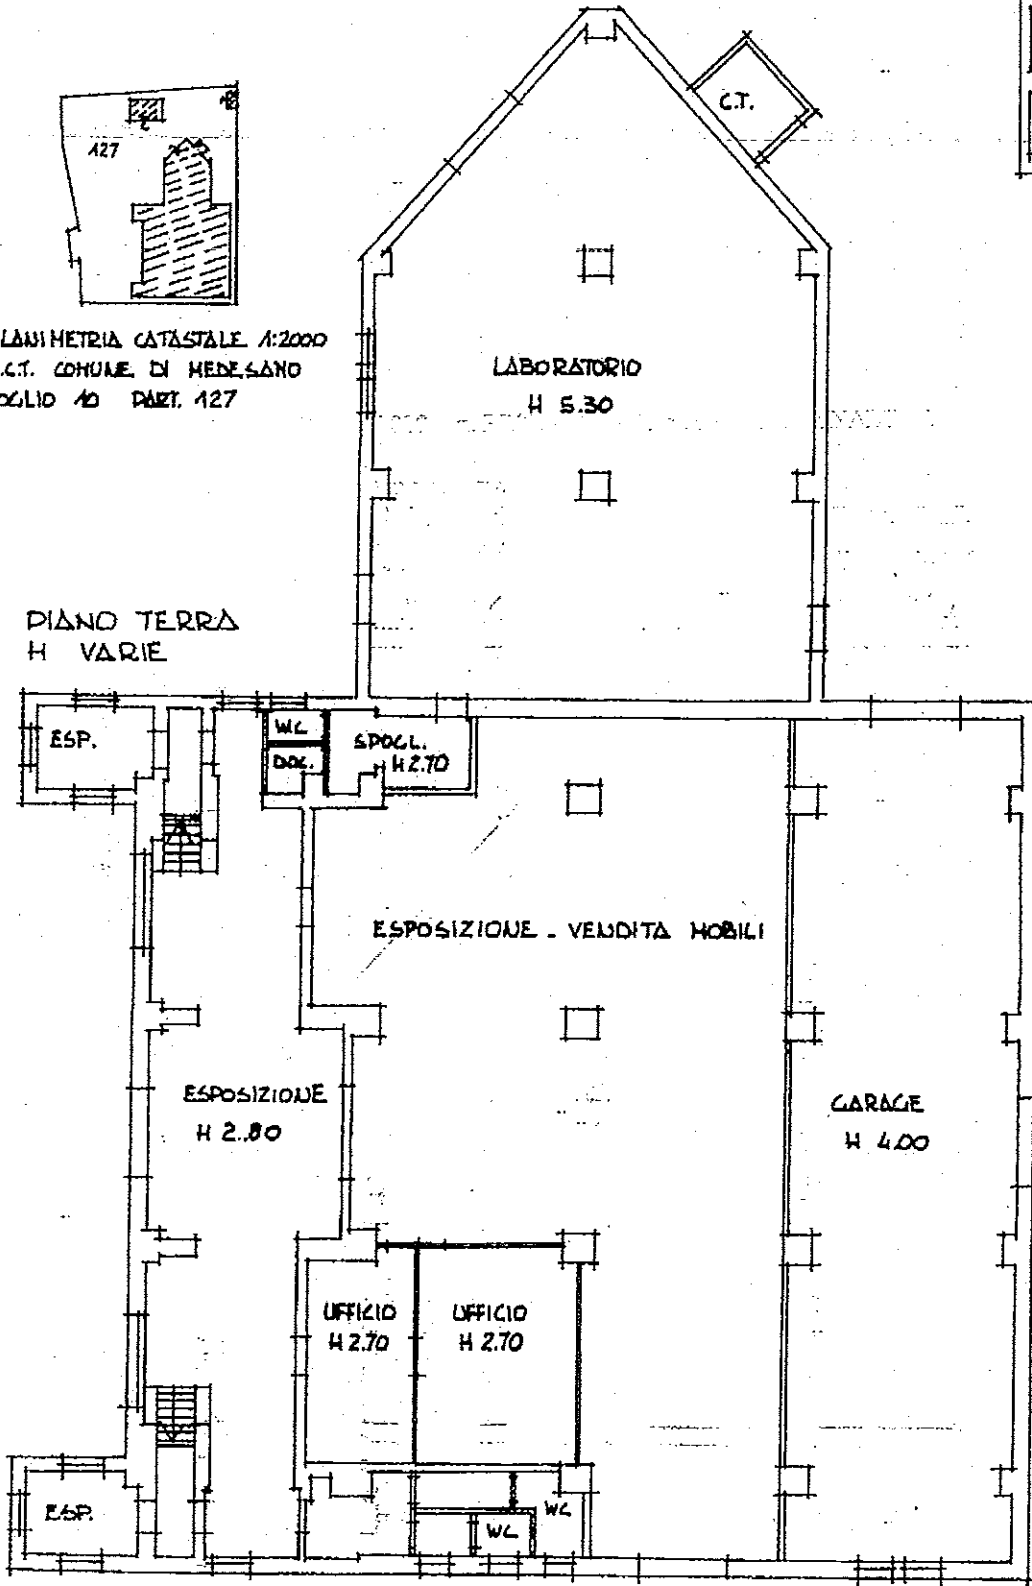 127
C.T.
LANIMETRIA CATASTALE 1:2000
.C.T. COMUNE DI MEDESANO
OGLIO 10 PART. 127
LABORATORIO
H 5.30
PIANO TERRA
H VARIE
ESP.
WC
DOC.
SPOGL.
H 2.70
ESPOSIZIONE - VENDITA MOBILI
ESPOSIZIONE
H 2.80
GARAGE
H 4.00
UFFICIO
H 2.70
UFFICIO
H 2.70
ESP.
WC
WC